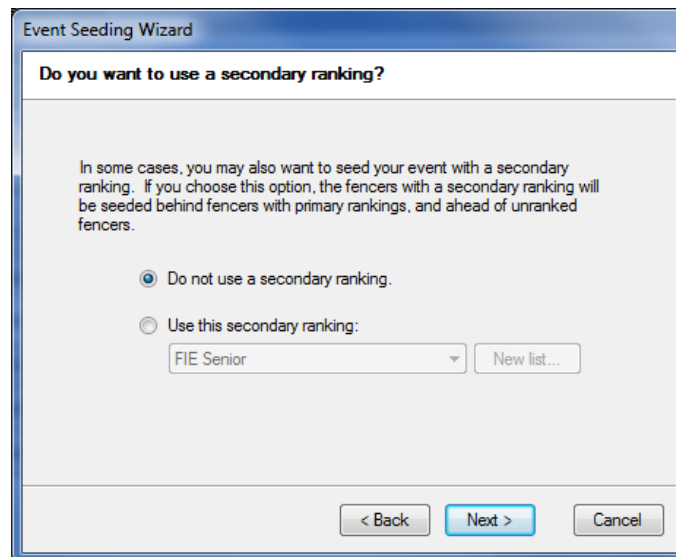 Event Seeding Wizard
Do you want to use a secondary ranking?
In some cases, you may also want to seed your event with a secondary
ranking. If you choose this option, the fencers with a secondary ranking will
be seeded behind fencers with primary rankings, and ahead of unranked
fencers.
Do not use a secondary ranking.
Use this secondary ranking:
FIE Senior New list...
< Back Next > Cancel